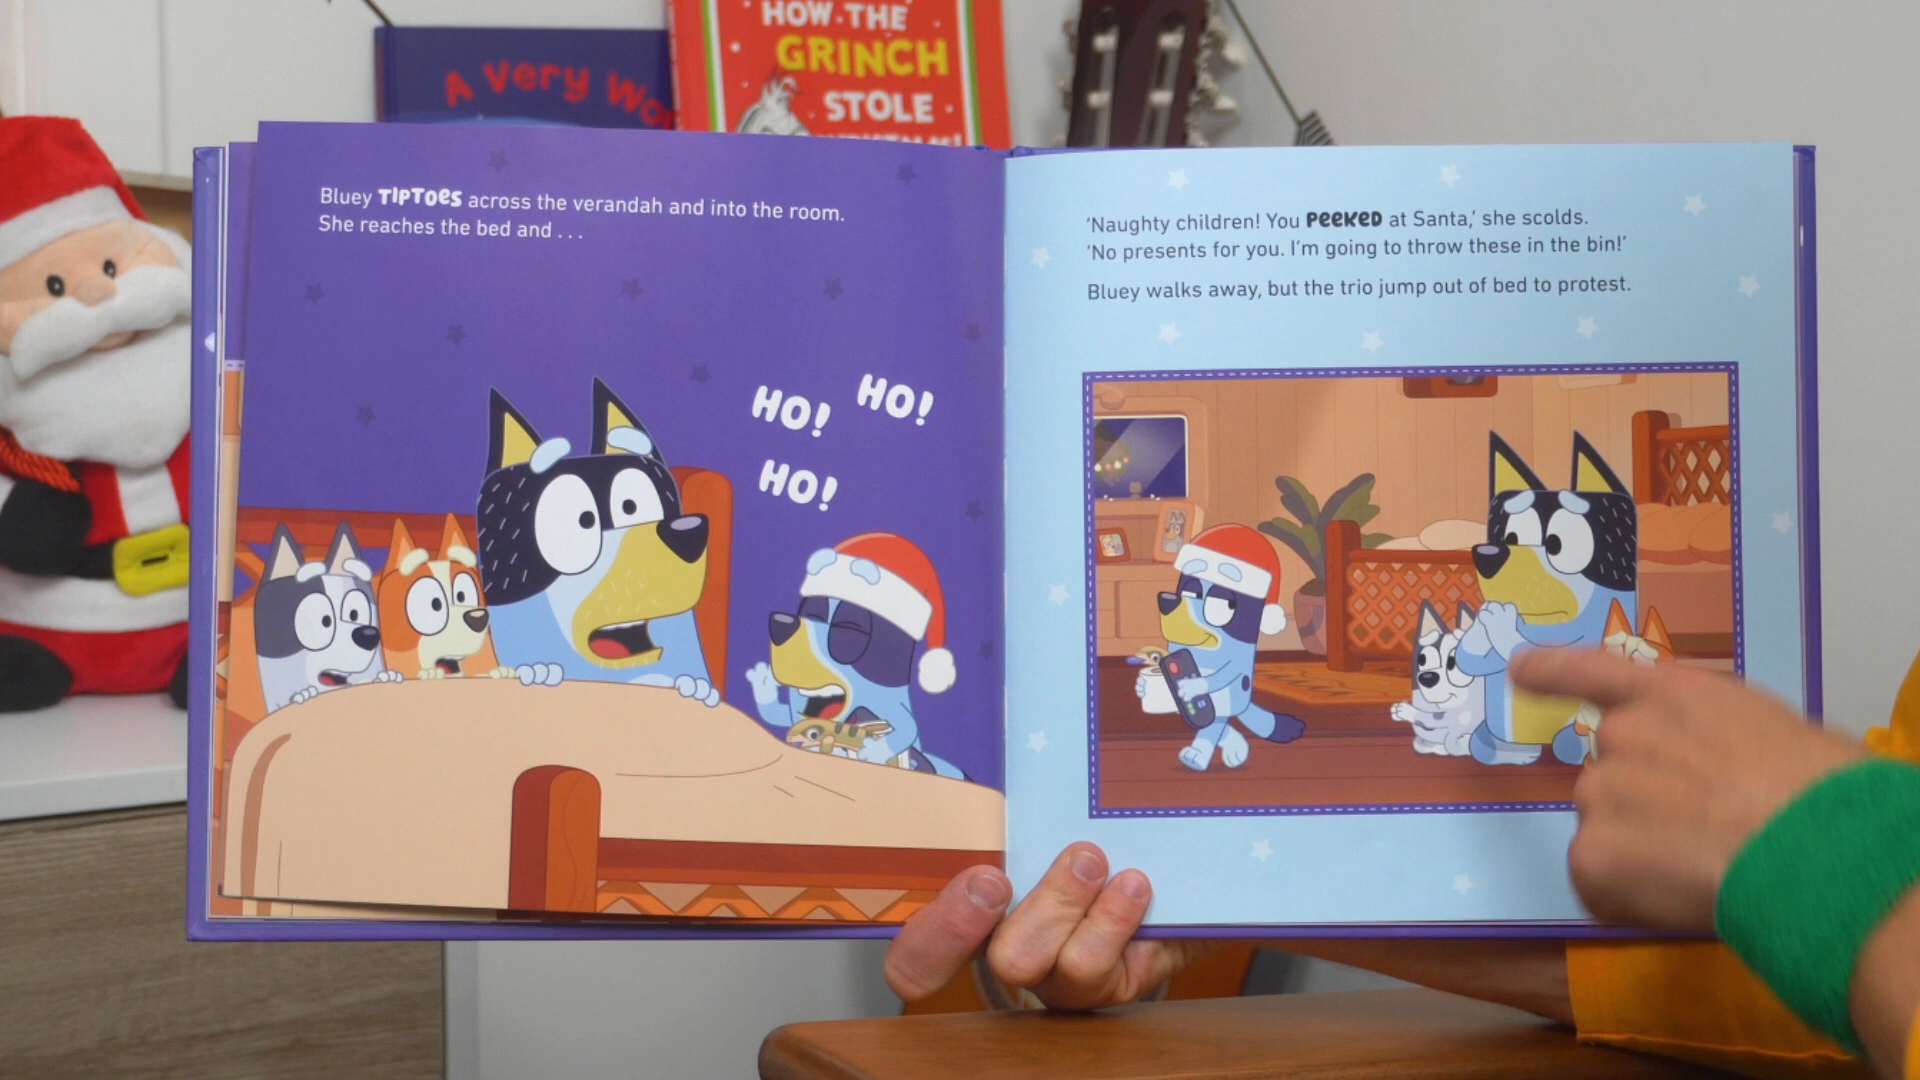 A Very Wo
HOW THE
GRINCH
STOLE
Bluey TIPTOES across the verandah and into the room.
She reaches the bed and . . .
HO! HO!
HO!
'Naughty children! You PEEKED at Santa,' she scolds.
'No presents for you. I'm going to throw these in the bin!'
Bluey walks away, but the trio jump out of bed to protest.